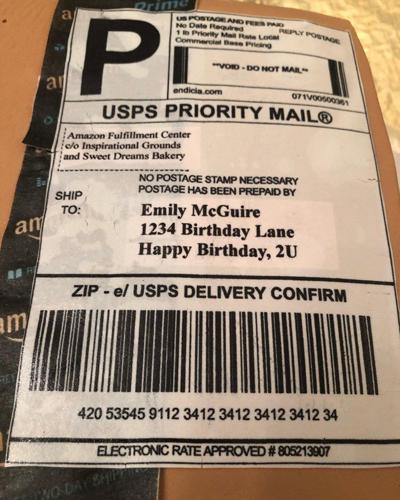 Prime
P
US POSTAGE AND FEES PAID
No Date Required
1 lb Priority Mail Rate Local REPLY POSTAGE
Commercial Base Pricing
"VOID - DO NOT MAIL"
endicia.com 071V00500361
USPS PRIORITY MAIL®
Amazon Fulfillment Center
c/o Inspirational Grounds
and Sweet Dreams Bakery
NO POSTAGE STAMP NECESSARY
POSTAGE HAS BEEN PREPAID BY
SHIP
TO:
Emily McGuire
1234 Birthday Lane
Happy Birthday, 2U
ZIP - e/ USPS DELIVERY CONFIRM
420 53545 9112 3412 3412 3412 3412 34
ELECTRONIC RATE APPROVED # 805213907